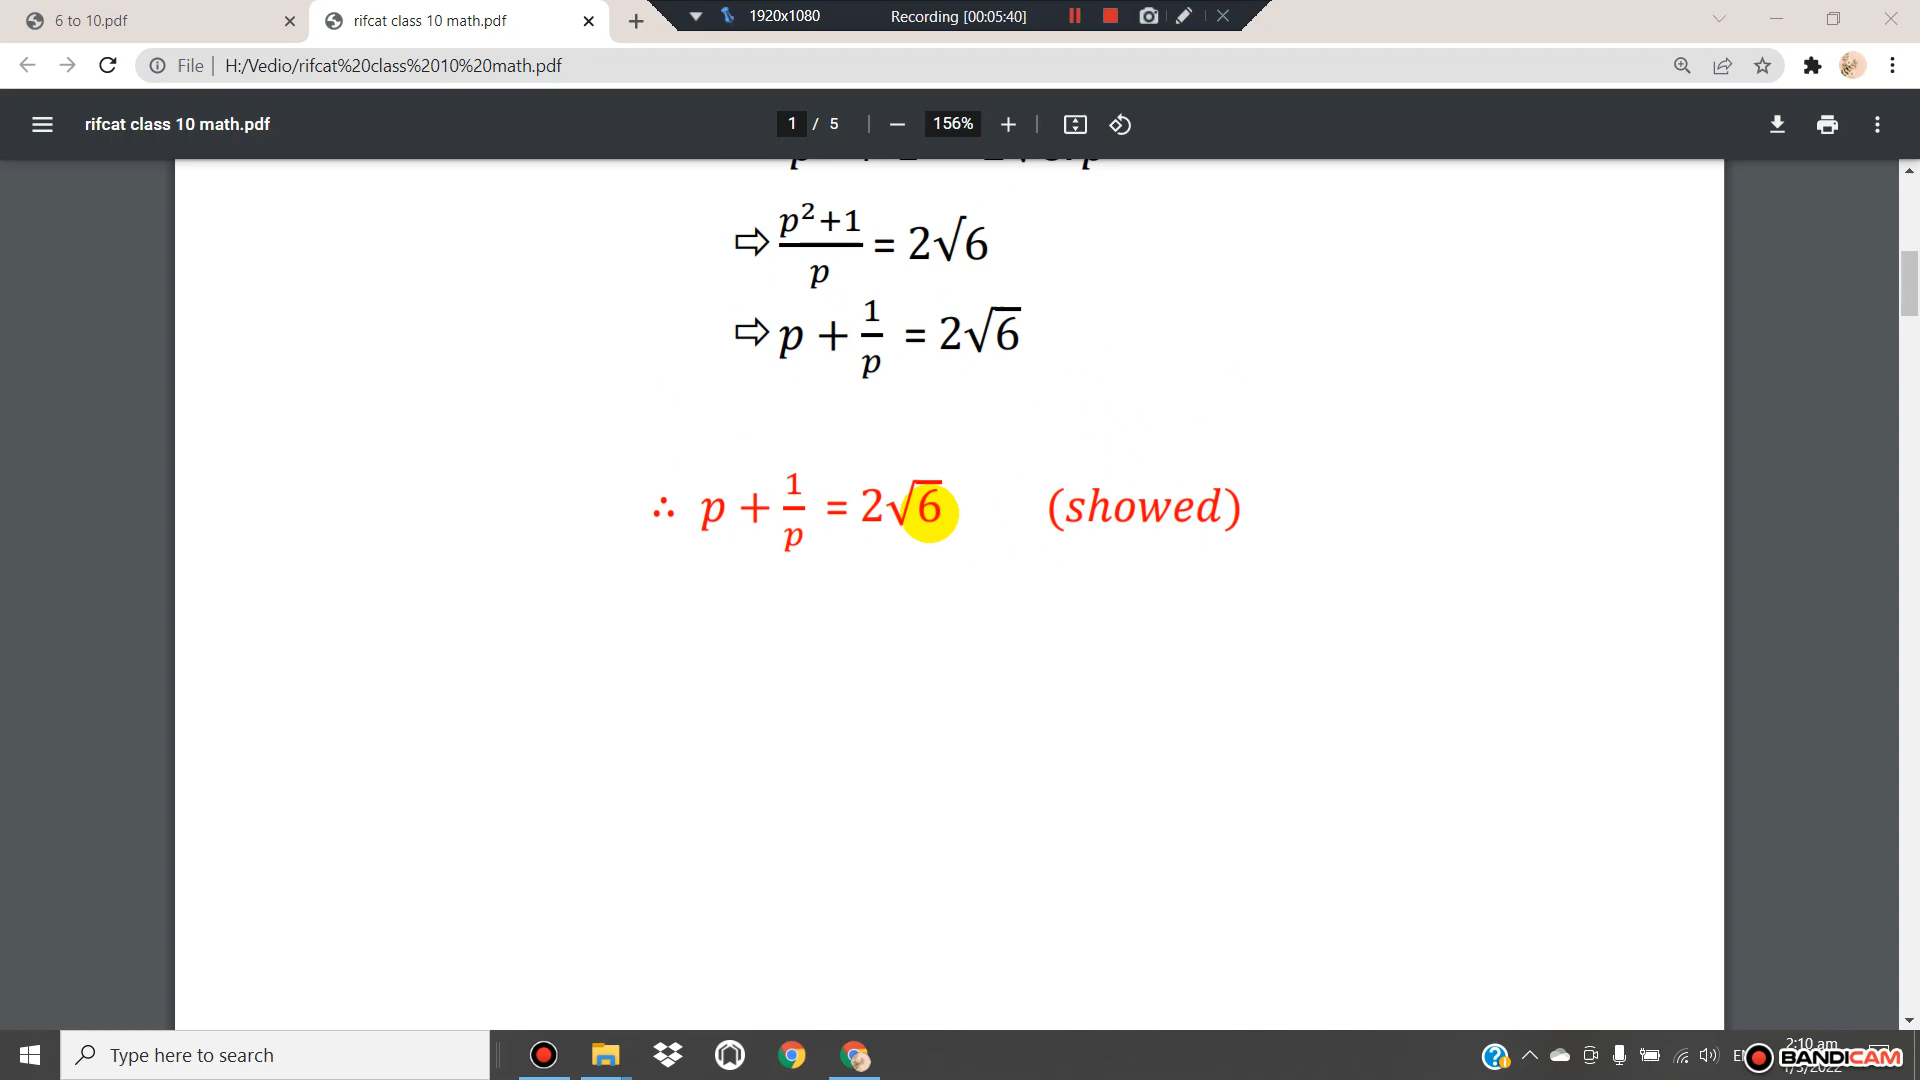 6 to 10.pdf
rifcat class 10 math.pdf
1920x1080
Recording [00:05:40]
File
H:/Vedio/rifcat%20class%2010%20math.pdf
rifcat class 10 math.pdf
1 / 5
156%
⇨ (p²+1)/p = 2√6
⇨ p + 1/p = 2√6
∴ p + 1/p = 2√6 (showed)
Type here to search
2:10 am
BANDICAM